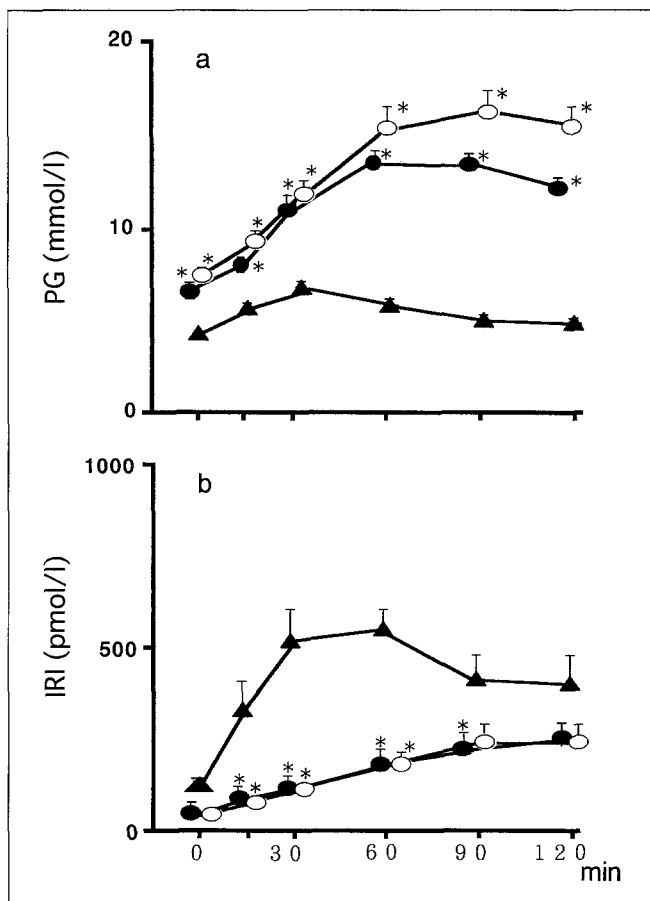 20
a
10
0
PG (mmol/l)
* * * * * * * * * * * *
1000
b
500
0
IRI (pmol/l)
* * * * * * *
0 30 60 90 120
min